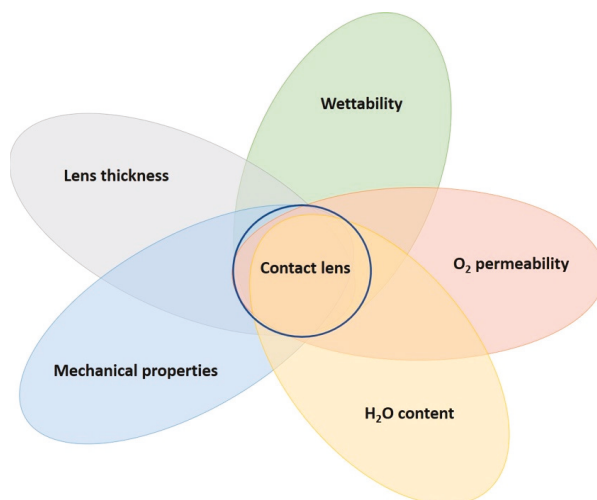 Wettability
Lens thickness
Contact lens
O₂ permeability
Mechanical properties
H₂O content